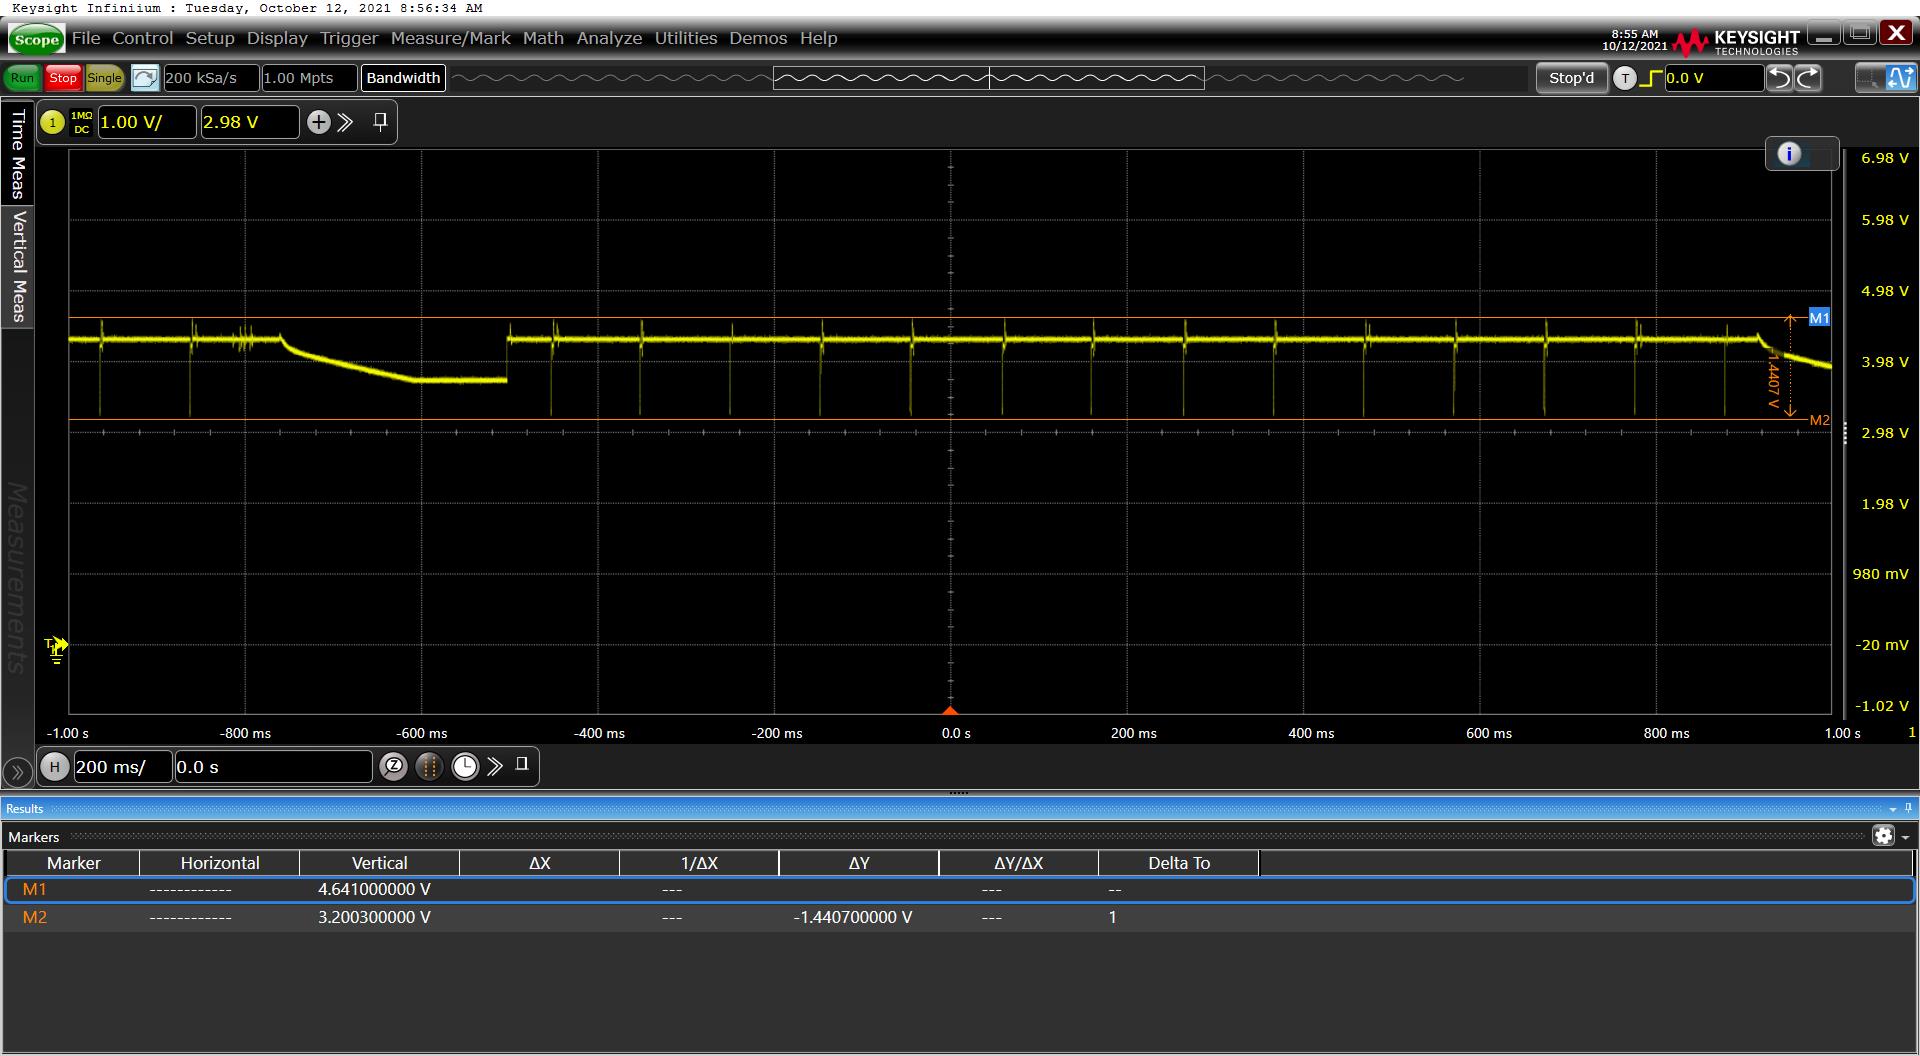 Keysight Infiniium : Tuesday, October 12, 2021 8:56:34 AM
Scope File Control Setup Display Trigger Measure/Mark Math Analyze Utilities Demos Help
8:55 AM
10/12/2021
KEYSIGHT
TECHNOLOGIES
Run Stop Single 200 kSa/s 1.00 Mpts Bandwidth Stop'd T 0.0 V
Time Meas
Vertical Meas
Measurements
1 1MΩ DC 1.00 V/ 2.98 V
i
6.98 V
5.98 V
4.98 V
M1
3.98 V
1.4407 V
M2
2.98 V
1.98 V
980 mV
T
-20 mV
-1.02 V
-1.00 s -800 ms -600 ms -400 ms -200 ms 0.0 s 200 ms 400 ms 600 ms 800 ms 1.00 s 1
H 200 ms/ 0.0 s
Results
Markers
Marker Horizontal Vertical ΔX 1/ΔX ΔY ΔY/ΔX Delta To
M1 ------------ 4.641000000 V --- --- --
M2 ------------ 3.200300000 V --- -1.440700000 V --- 1